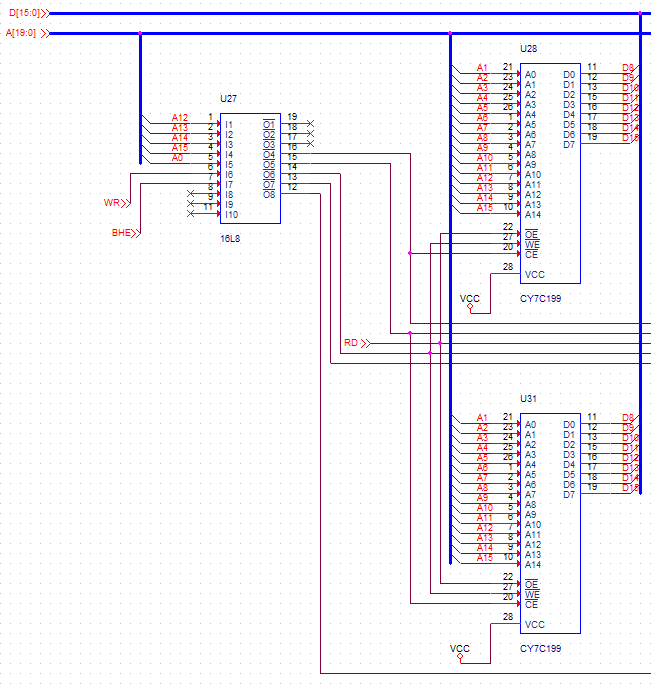 D[15:0]
A[19:0]
U27
A12 1 I1 O1 19
A13 2 I2 O2 18
A14 3 I3 O3 17
A15 4 I4 O4 16
A0 5 I5 O5 15
6 I6 O6 14
7 I7 O7 13
8 I8 O8 12
9 I9
11 I10
WR
BHE
16L8
U28
A1 21 A0 D0 11 D8
A2 23 A1 D1 12 D9
A3 24 A2 D2 13 D10
A4 25 A3 D3 15 D11
A5 26 A4 D4 16 D12
A6 1 A5 D5 17 D13
A7 2 A6 D6 18 D14
A8 3 A7 D7 19 D15
A9 4 A8
A10 5 A9
A11 6 A10
A12 7 A11
A13 8 A12
A14 9 A13
A15 10 A14
22 OE
27 WE
20 CE
28 VCC
VCC
CY7C199
RD
U31
A1 21 A0 D0 11 D8
A2 23 A1 D1 12 D9
A3 24 A2 D2 13 D10
A4 25 A3 D3 15 D11
A5 26 A4 D4 16 D12
A6 1 A5 D5 17 D13
A7 2 A6 D6 18 D14
A8 3 A7 D7 19 D15
A9 4 A8
A10 5 A9
A11 6 A10
A12 7 A11
A13 8 A12
A14 9 A13
A15 10 A14
22 OE
27 WE
20 CE
28 VCC
VCC
CY7C199